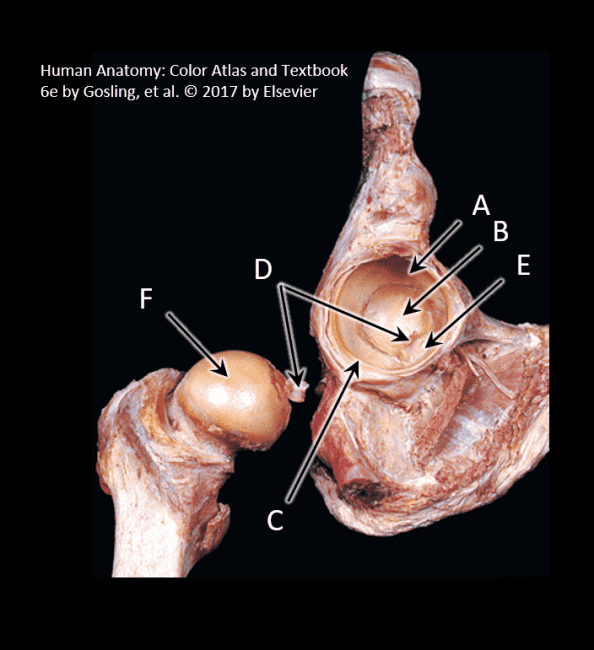 Human Anatomy: Color Atlas and Textbook
6e by Gosling, et al. © 2017 by Elsevier
A
B
E
D
F
C